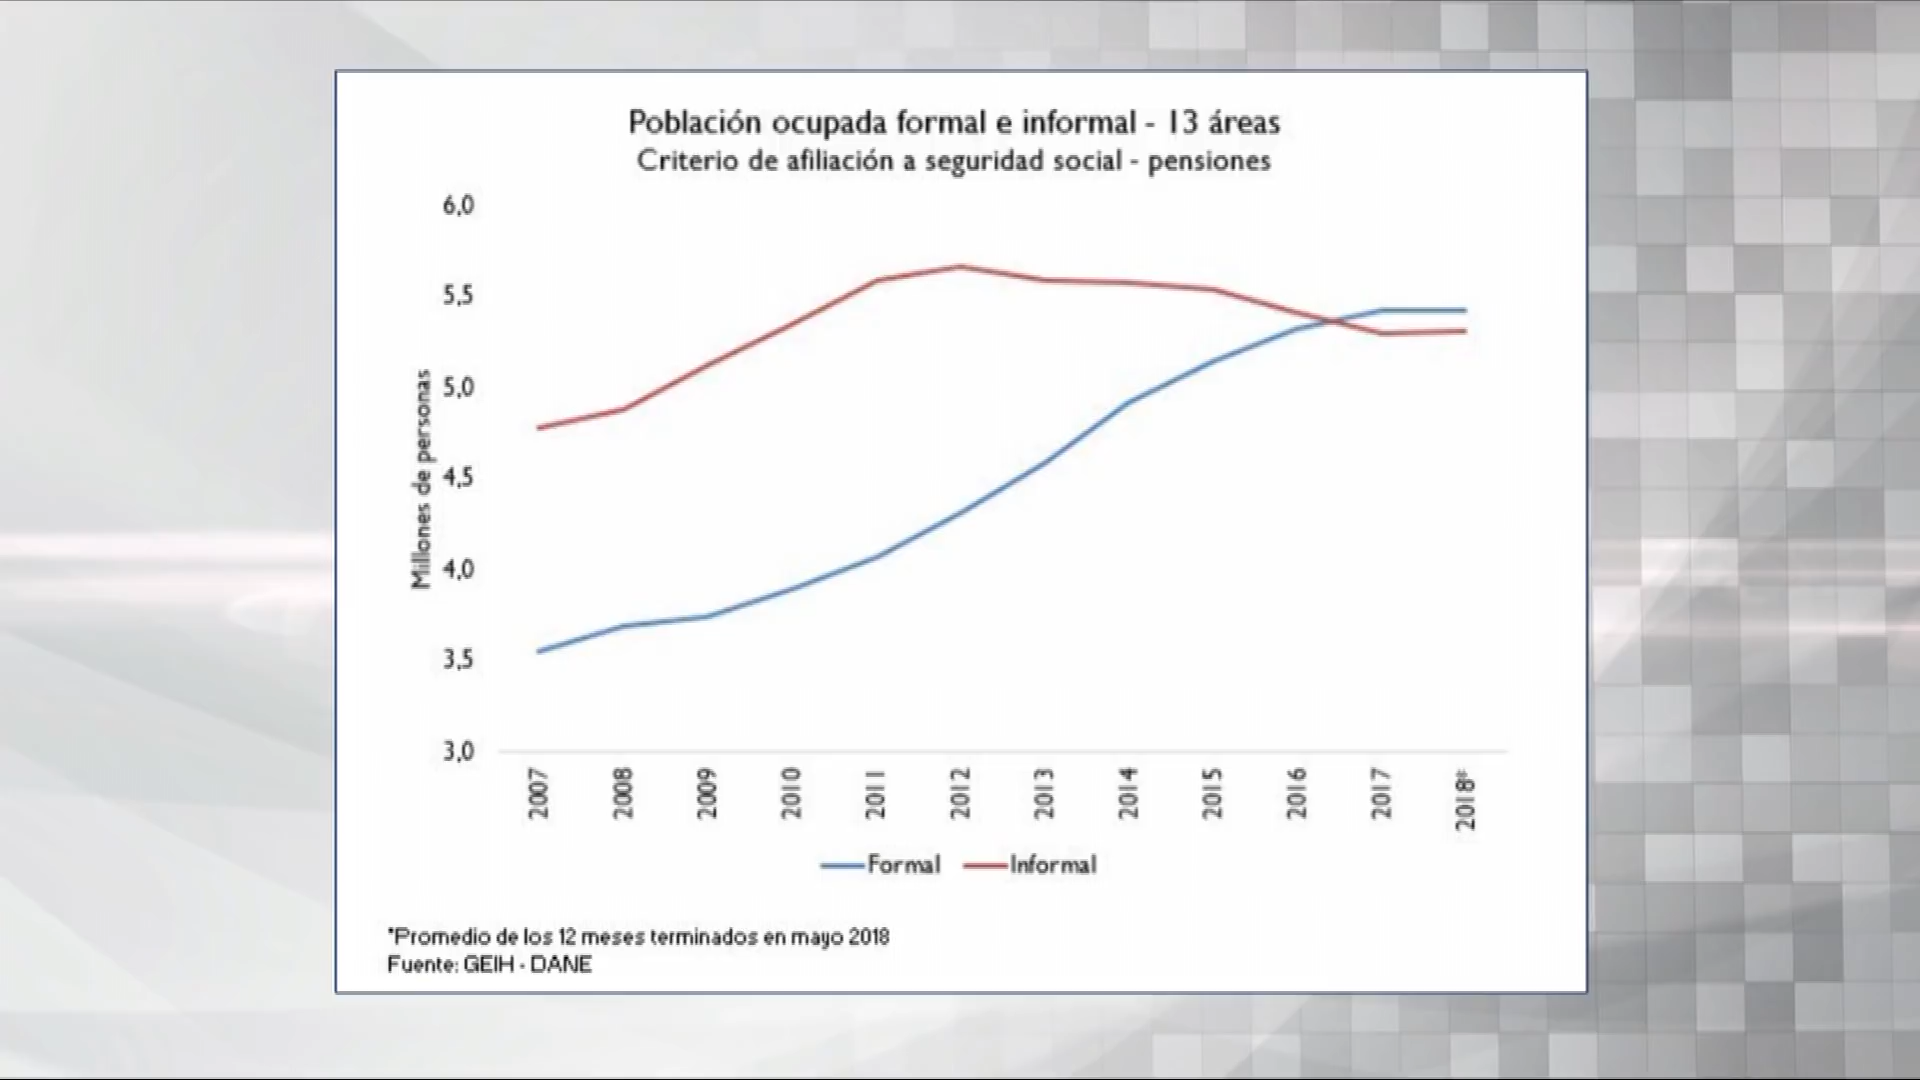 Población ocupada formal e informal - 13 áreas
Criterio de afiliación a seguridad social - pensiones
6,0
5,5
5,0
4,5
4,0
3,5
3,0
Millones de personas
2007
2008
2009
2010
2011
2012
2013
2014
2015
2016
2017
2018*
Formal
Informal
*Promedio de los 12 meses terminados en mayo 2018
Fuente: GEIH - DANE